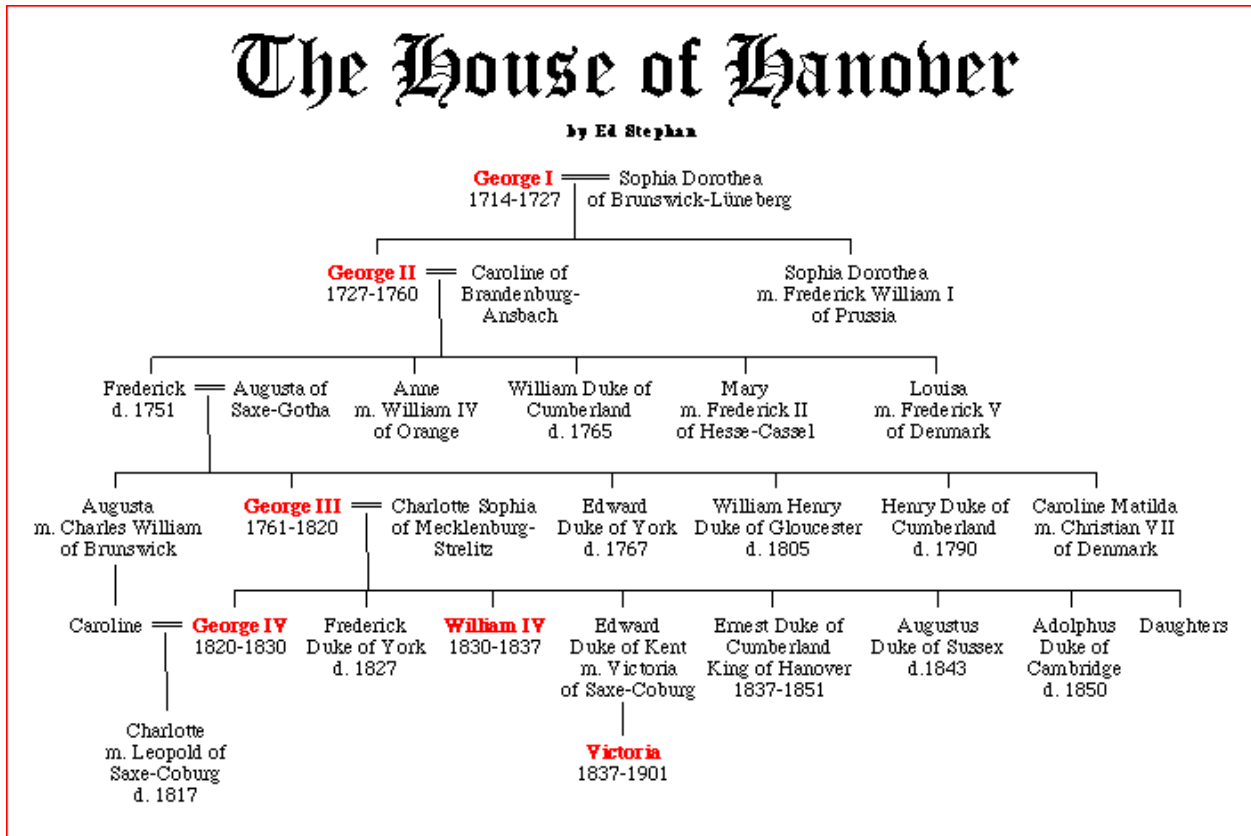 The House of Hanover
by Ed Stephan
George I
1714-1727
Sophia Dorothea
of Brunswick-Lüneberg
George II
1727-1760
Caroline of
Brandenburg-
Ansbach
Sophia Dorothea
m. Frederick William I
of Prussia
Frederick
d. 1751
Augusta of
Saxe-Gotha
Anne
m. William IV
of Orange
William Duke of
Cumberland
d. 1765
Mary
m. Frederick II
of Hesse-Cassel
Louisa
m. Frederick V
of Denmark
Augusta
m. Charles William
of Brunswick
George III
1761-1820
Charlotte Sophia
of Mecklenburg-
Strelitz
Edward
Duke of York
d. 1767
William Henry
Duke of Gloucester
d. 1805
Henry Duke of
Cumberland
d. 1790
Caroline Matilda
m. Christian VII
of Denmark
Caroline
George IV
1820-1830
Frederick
Duke of York
d. 1827
William IV
1830-1837
Edward
Duke of Kent
m. Victoria
of Saxe-Coburg
Ernest Duke of
Cumberland
King of Hanover
1837-1851
Augustus
Duke of Sussex
d.1843
Adolphus
Duke of
Cambridge
d. 1850
Daughters
Charlotte
m. Leopold of
Saxe-Coburg
d. 1817
Victoria
1837-1901